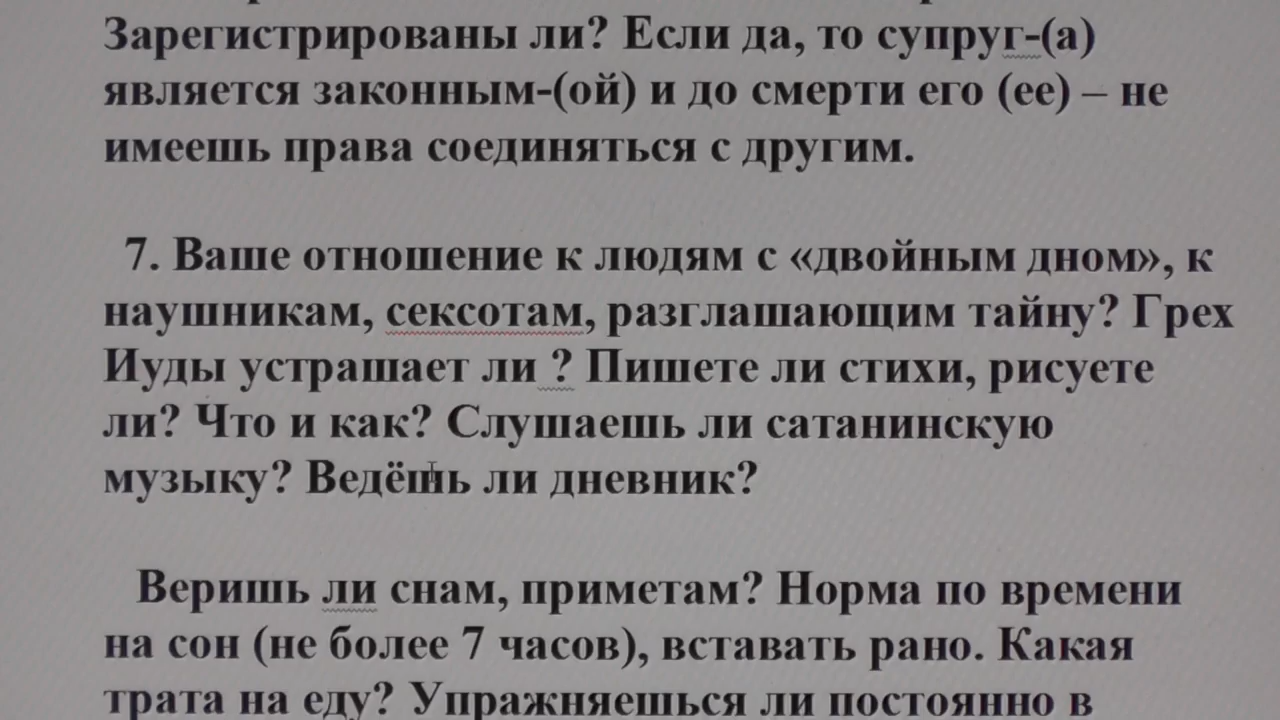 Зарегистрированы ли? Если да, то супруг-(а)
является законным-(ой) и до смерти его (ее) – не
имеешь права соединяться с другим.
7. Ваше отношение к людям с «двойным дном», к
наушникам, сексотам, разглашающим тайну? Грех
Иуды устрашает ли ? Пишете ли стихи, рисуете
ли? Что и как? Слушаешь ли сатанинскую
музыку? Ведёшь ли дневник?
Веришь ли снам, приметам? Норма по времени
на сон (не более 7 часов), вставать рано. Какая
трата на еду? Упражняешься ли постоянно в